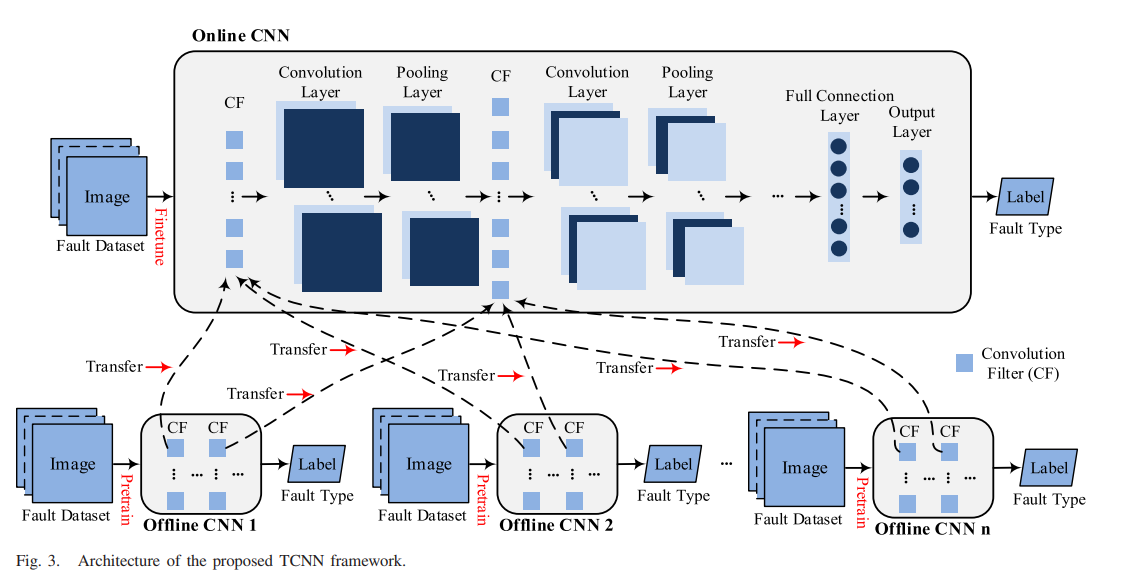 Online CNN
CF
Convolution
Layer
Pooling
Layer
CF
Convolution
Layer
Pooling
Layer
Full Connection
Layer
Output
Layer
Image
Fault Dataset
Finetune
...
Label
Fault Type
Transfer
Transfer
Transfer
Transfer
Transfer
Transfer
Convolution
Filter (CF)
Image
Fault Dataset
Pretrain
CF CF
...
...
Offline CNN 1
Label
Fault Type
Image
Fault Dataset
Pretrain
CF CF
...
...
Offline CNN 2
Label
Fault Type
...
Image
Fault Dataset
Pretrain
CF CF
...
...
Offline CNN n
Label
Fault Type
Fig. 3. Architecture of the proposed TCNN framework.